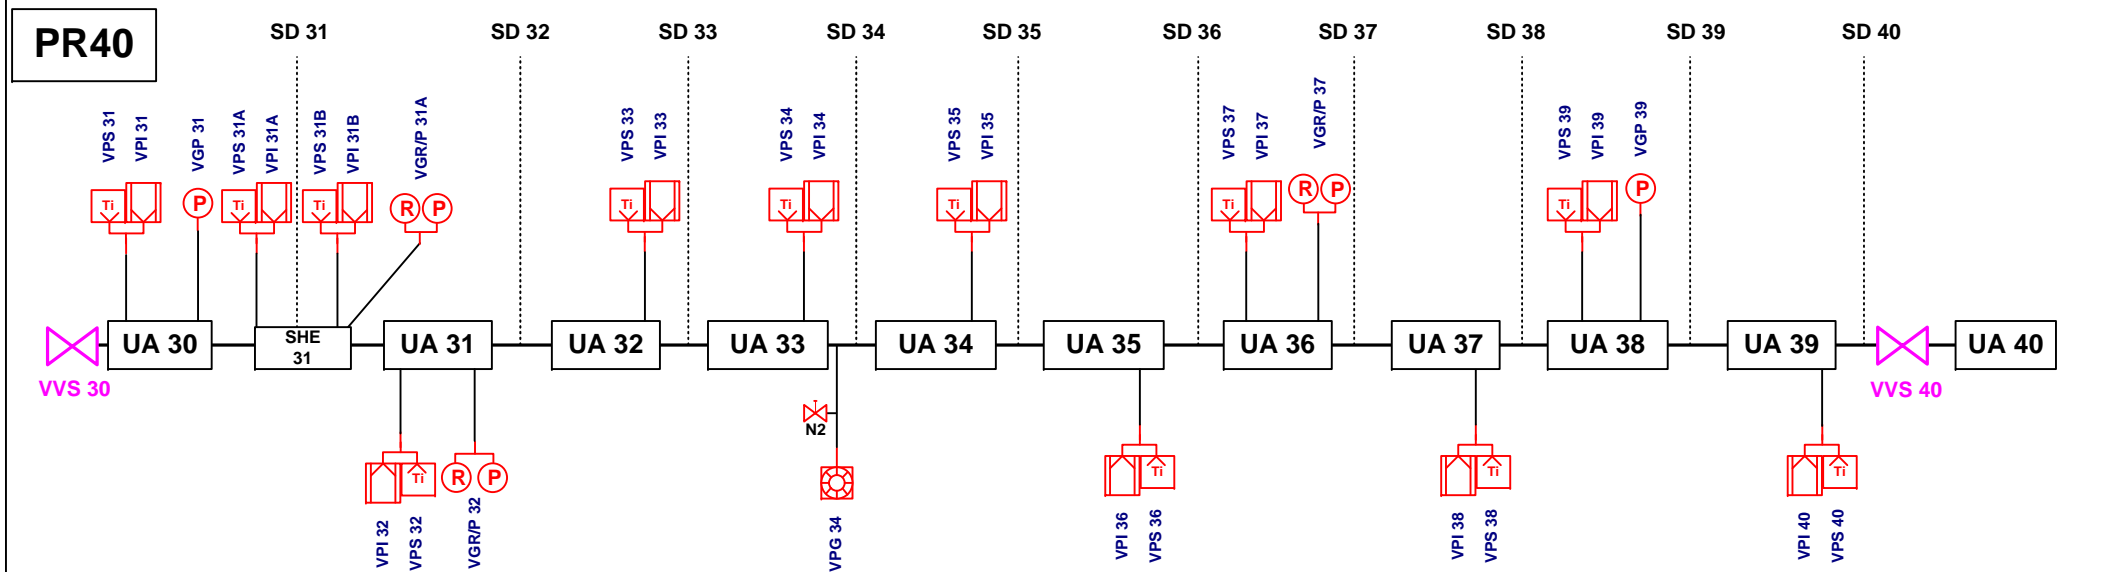 PR40
SD 31
SD 32
SD 33
SD 34
SD 35
SD 36
SD 37
SD 38
SD 39
SD 40
VPS 31
VPI 31
VGP 31
VPS 31A
VPI 31A
VPS 31B
VPI 31B
VGR/P 31A
VPS 33
VPI 33
VPS 34
VPI 34
VPS 35
VPI 35
VPS 37
VPI 37
VGR/P 37
VPS 39
VPI 39
VGP 39
Ti
P
Ti
Ti
R
P
Ti
Ti
Ti
Ti
R
P
Ti
P
UA 30
SHE
31
UA 31
UA 32
UA 33
UA 34
UA 35
UA 36
UA 37
UA 38
UA 39
UA 40
VVS 30
VVS 40
N2
Ti
R
P
Ti
Ti
Ti
VPI 32
VPS 32
VGR/P 32
VPG 34
VPI 36
VPS 36
VPI 38
VPS 38
VPI 40
VPS 40